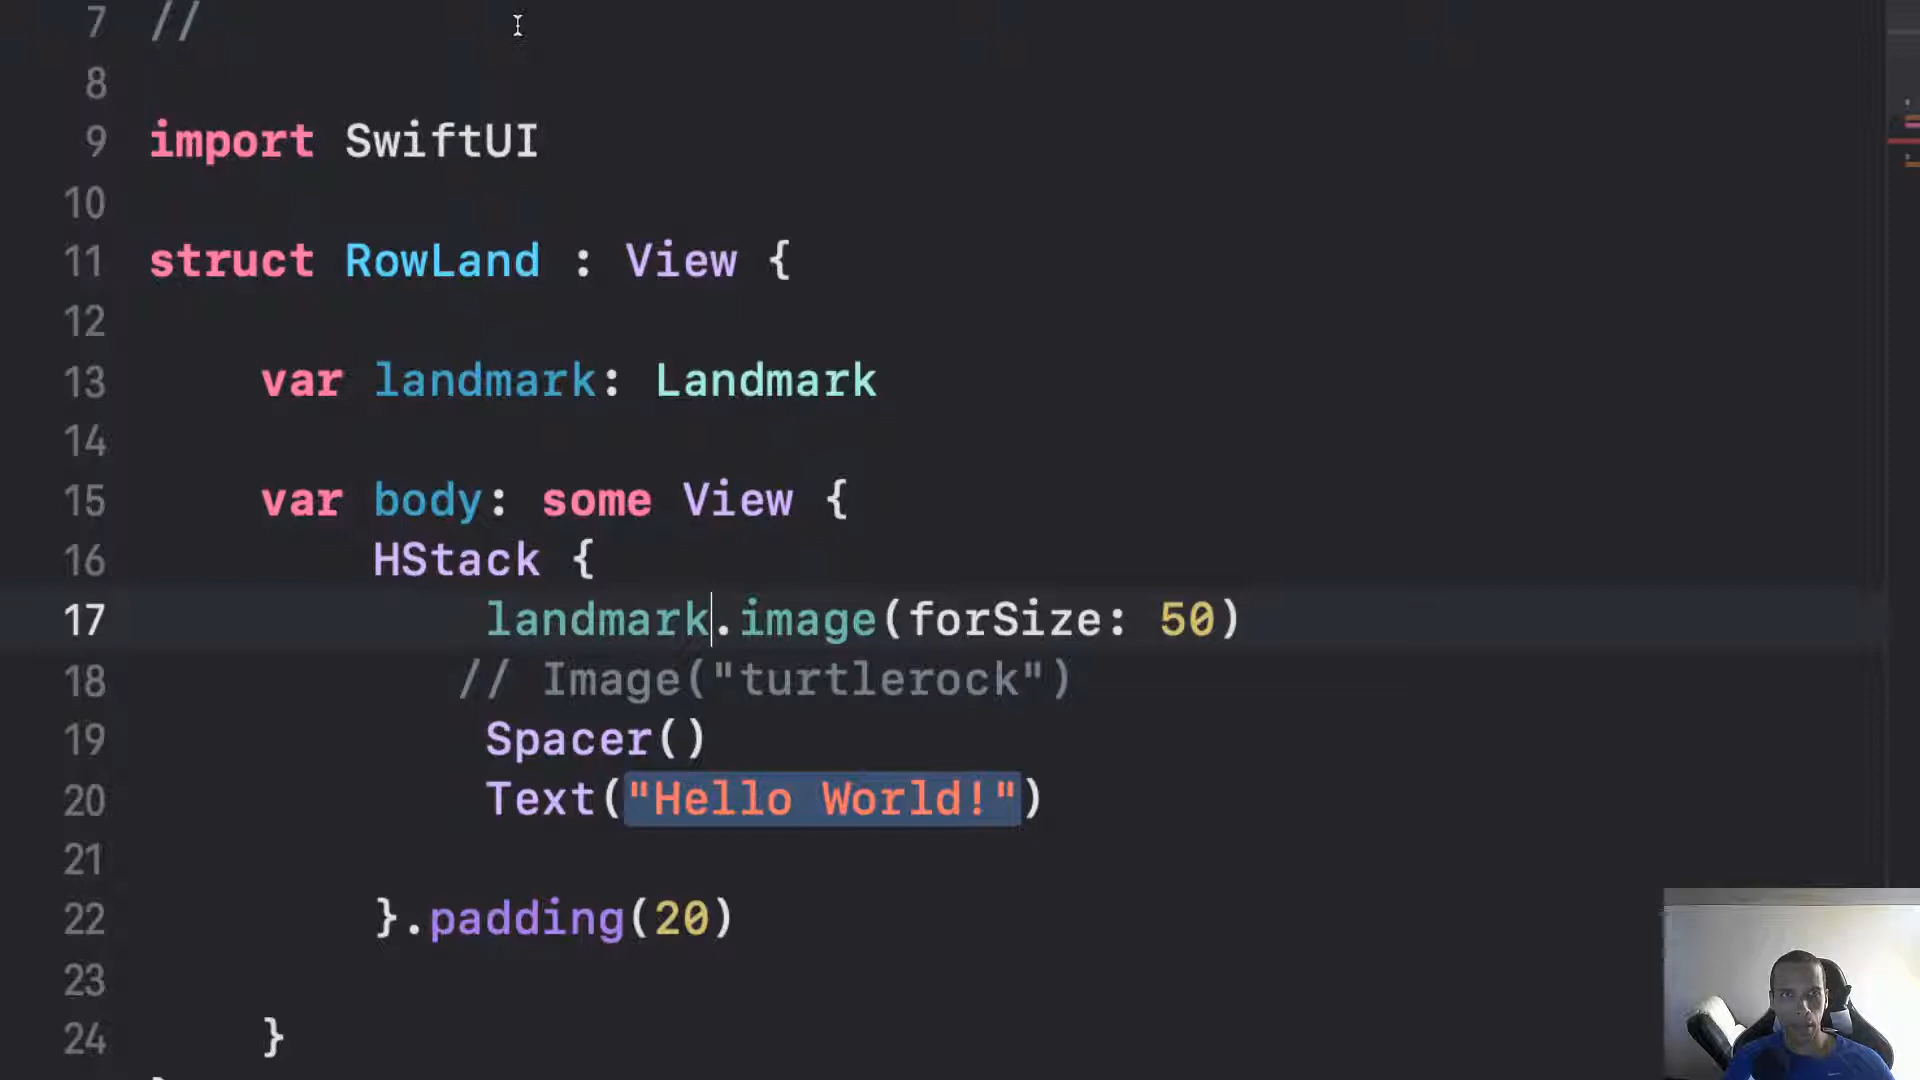 7 //
8
9 import SwiftUI
10
11 struct RowLand : View {
12
13 var landmark: Landmark
14
15 var body: some View {
16 HStack {
17 landmark.image(forSize: 50)
18 // Image("turtlerock")
19 Spacer()
20 Text("Hello World!")
21
22 }.padding(20)
23
24 }